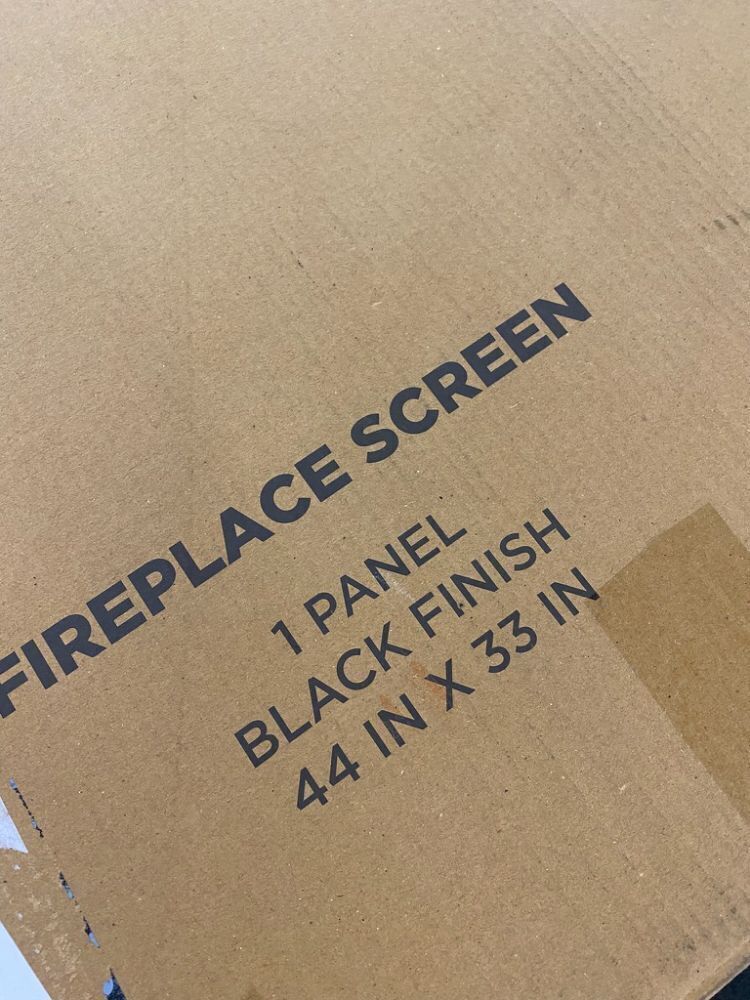 FIREPLACE SCREEN
1 PANEL
BLACK FINISH
44 IN X 33 IN